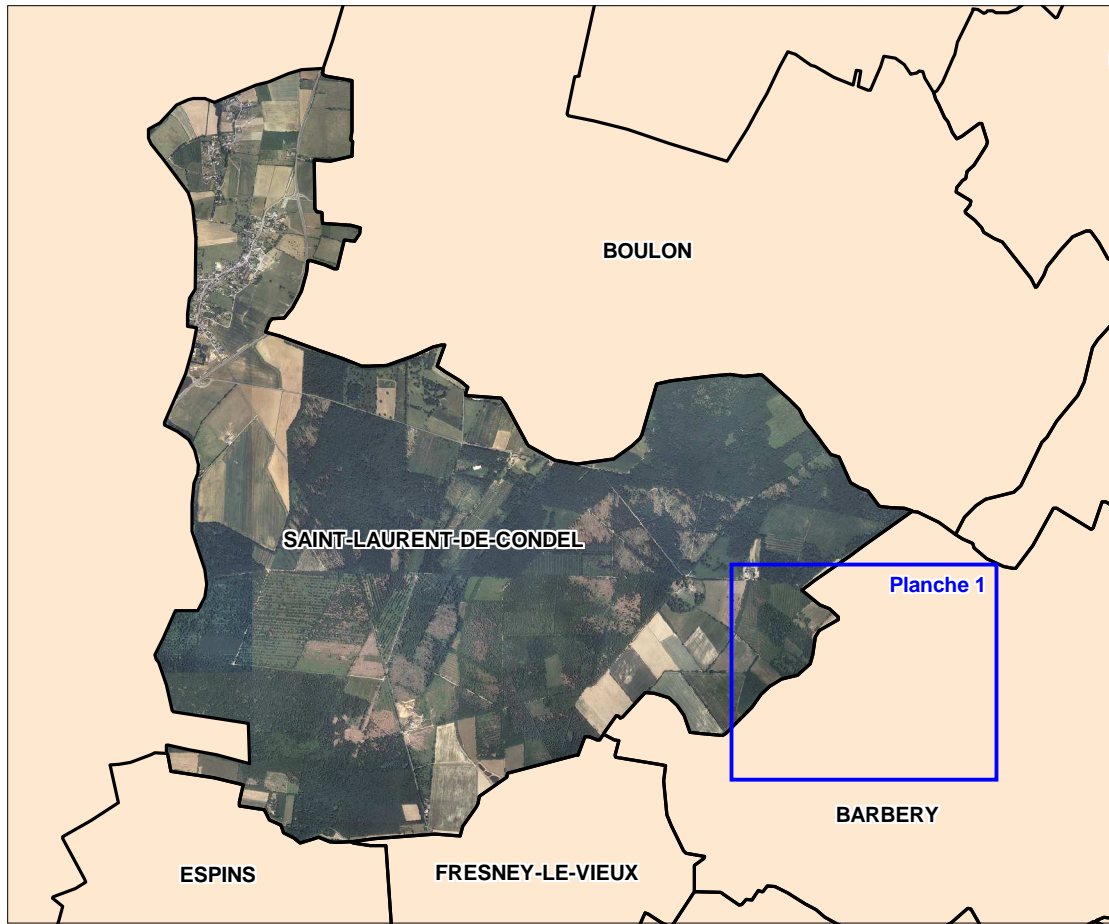 BOULON
SAINT-LAURENT-DE-CONDEL
Planche 1
BARBERY
ESPINS
FRESNEY-LE-VIEUX